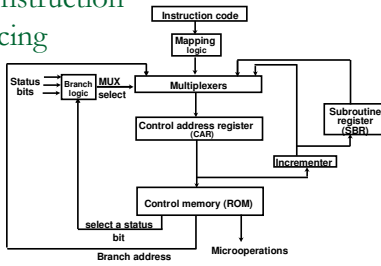 nstruction
cing
Instruction code
Mapping
logic
Status
bits
Branch
logic
MUX
select
Multiplexers
Control address register
(CAR)
Subroutine
register
(SBR)
Incrementer
Control memory (ROM)
select a status
bit
Microoperations
Branch address